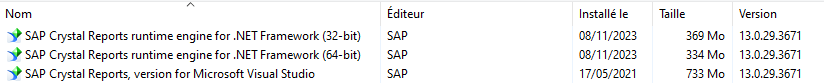 Nom Éditeur Installé le Taille Version
SAP Crystal Reports runtime engine for .NET Framework (32-bit) SAP 08/11/2023 369 Mo 13.0.29.3671
SAP Crystal Reports runtime engine for .NET Framework (64-bit) SAP 08/11/2023 334 Mo 13.0.29.3671
SAP Crystal Reports, version for Microsoft Visual Studio SAP 17/05/2021 733 Mo 13.0.29.3671